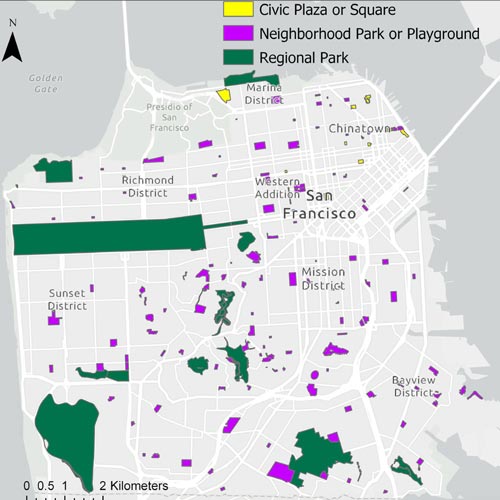 Civic Plaza or Square
Neighborhood Park or Playground
Regional Park
N
Golden
Gate
Marina
District
Presidio of
San
Francisco
Chinatown
Richmond
District
Western
Addition
San
Francisco
Mission
District
Sunset
District
Bayview
District
0 0.5 1 2 Kilometers